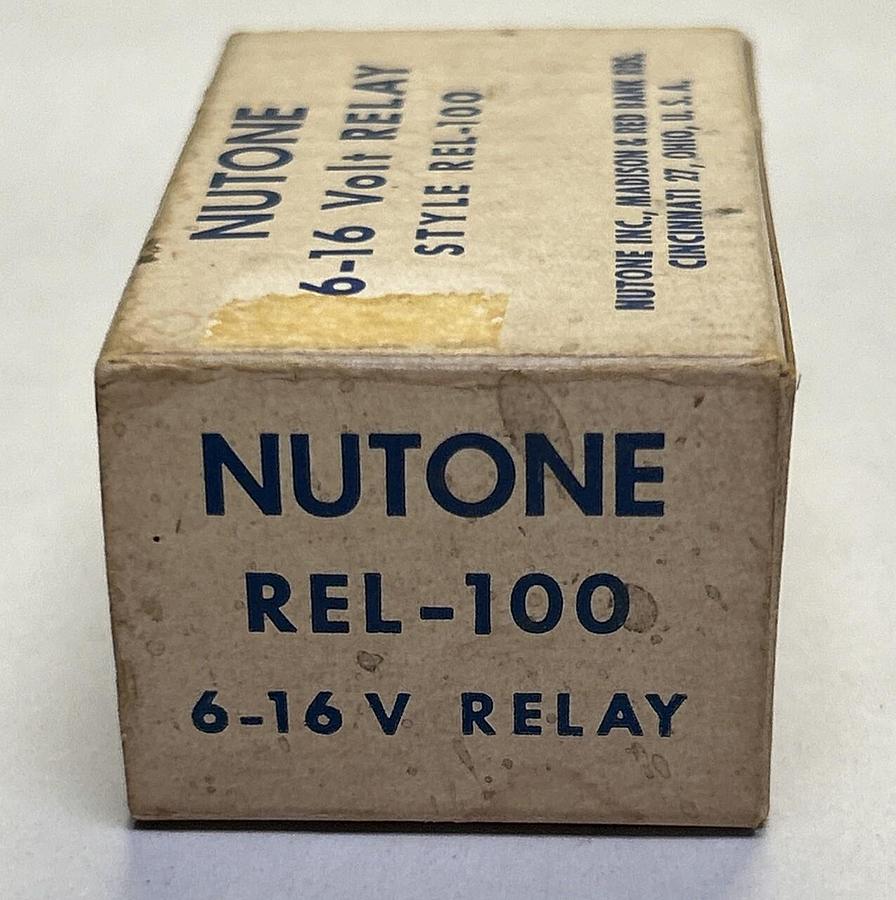 NUTONE
6-16 Volt RELAY
STYLE REL-100
NUTONE INC., MADISON & RED BANK RDS.
CINCINNATI 27, OHIO, U. S. A.
NUTONE
REL-100
6-16 V RELAY